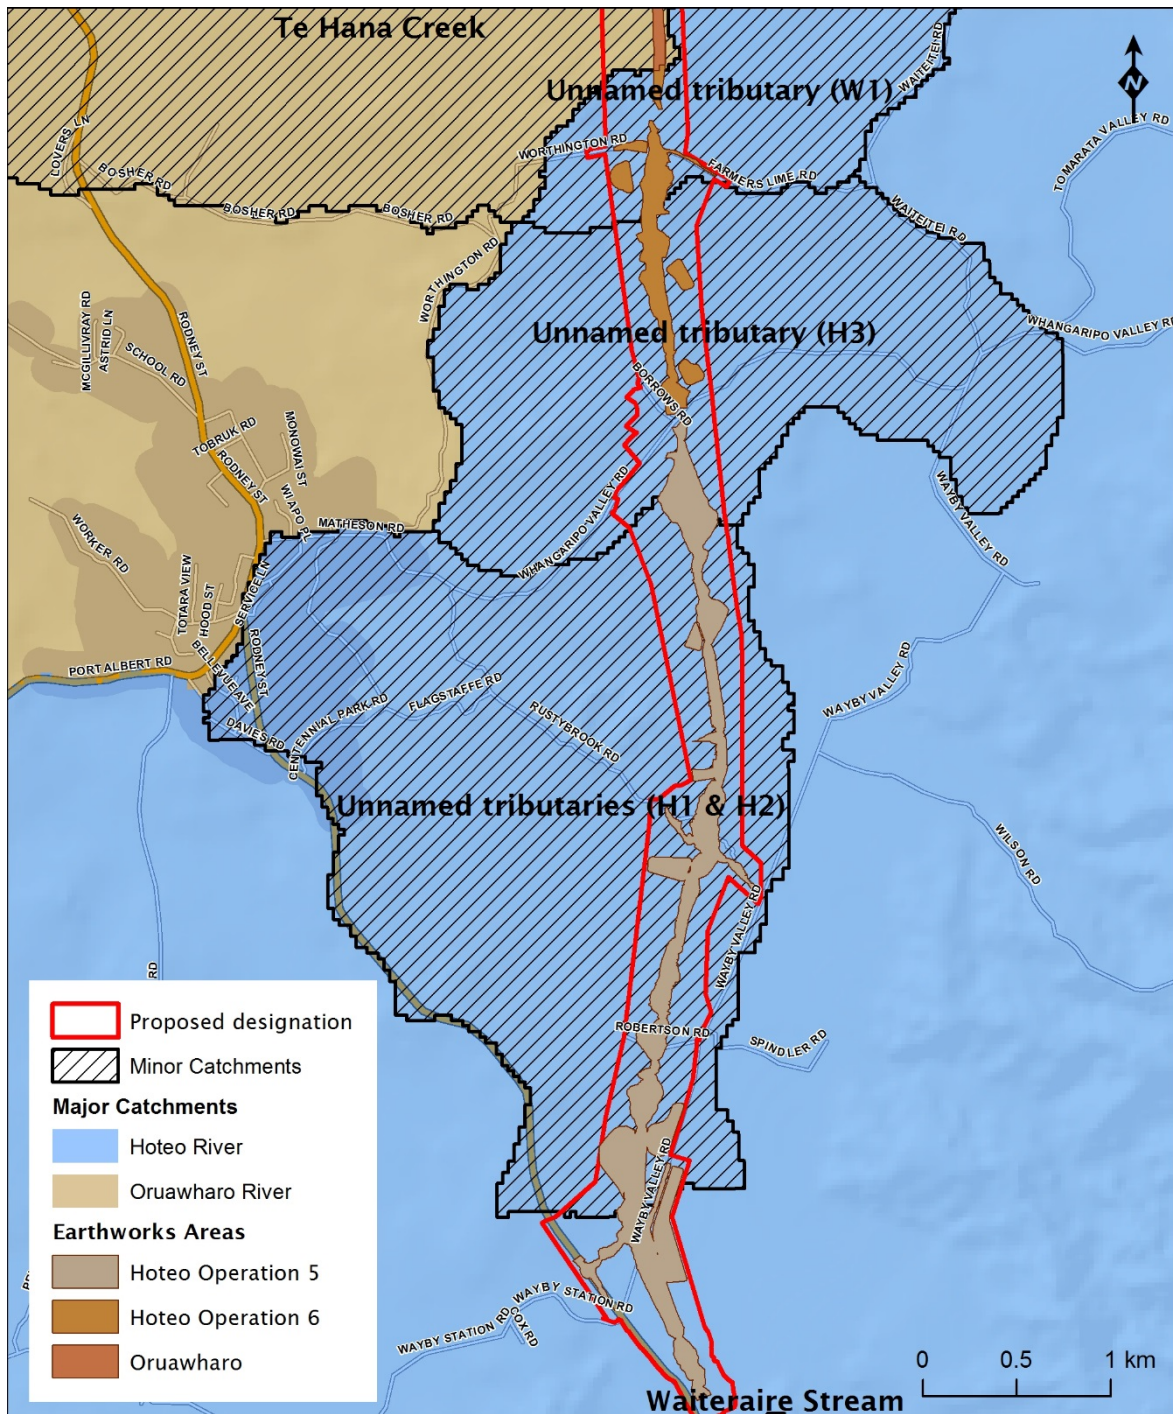 Te Hana Creek
Unnamed tributary (W1)
WAITEITEI RD
TOMARATA VALLEY RD
LOVERS LN
BOSHER RD
BOSHER RD
BOSHER RD
WORTHINGTON RD
FARMERS LIME RD
WAITEITEI RD
WORTHINGTON RD
WHANGARIPO VALLEY RD
Unnamed tributary (H3)
MCGILLIVRAY RD
ASTRID LN
SCHOOL RD
RODNEY ST
BORROWS RD
TOBRUK RD
MONOWAI ST
RODNEY ST
WI APO PL
MATHESON RD
WHANGARIPO VALLEY RD
WAYBY VALLEY RD
WORKER RD
TOTARA VIEW
HOOD ST
SERVICE LN
BELLEVUE AVE
RODNEY ST
PORT ALBERT RD
DAVIES RD
CENTENNIAL PARK RD
FLAGSTAFFE RD
RUSTYBROOK RD
WAYBY VALLEY RD
Unnamed tributaries (H1 & H2)
WILSON RD
WAYBY VALLEY RD
RD
ROBERTSON RD
SPINDLER RD
WAYBY VALLEY RD
WAYBY STATION RD
WAYBY STATION RD
COX RD
Waiteraire Stream
N
Proposed designation
Minor Catchments
Major Catchments
Hoteo River
Oruawharo River
Earthworks Areas
Hoteo Operation 5
Hoteo Operation 6
Oruawharo
0 0.5 1 km